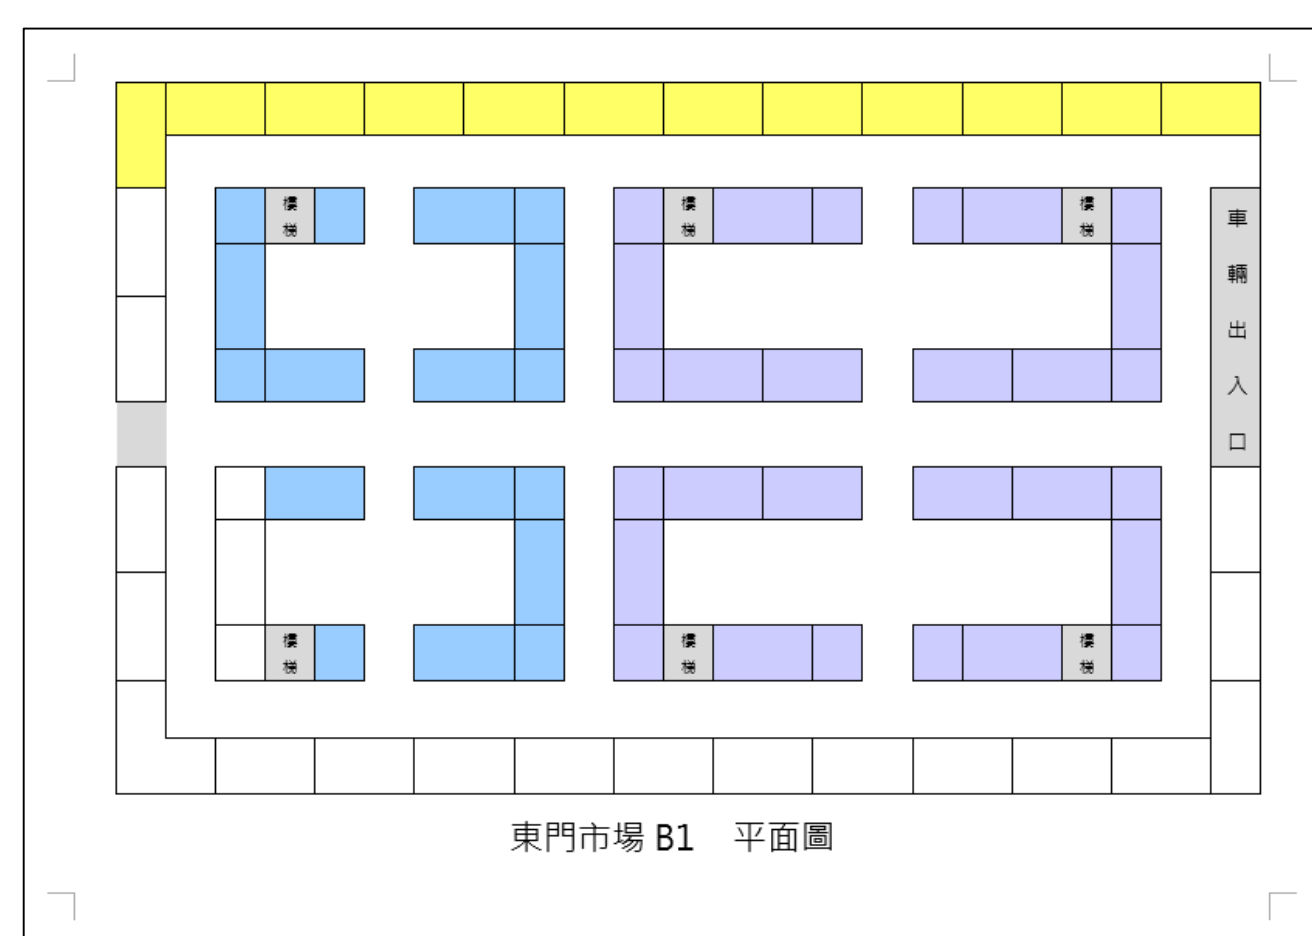 樓 樓 樓
梯 梯 梯
車
輛
出
入
口
樓 樓 樓
梯 梯 梯
東門市場 B1 平面圖